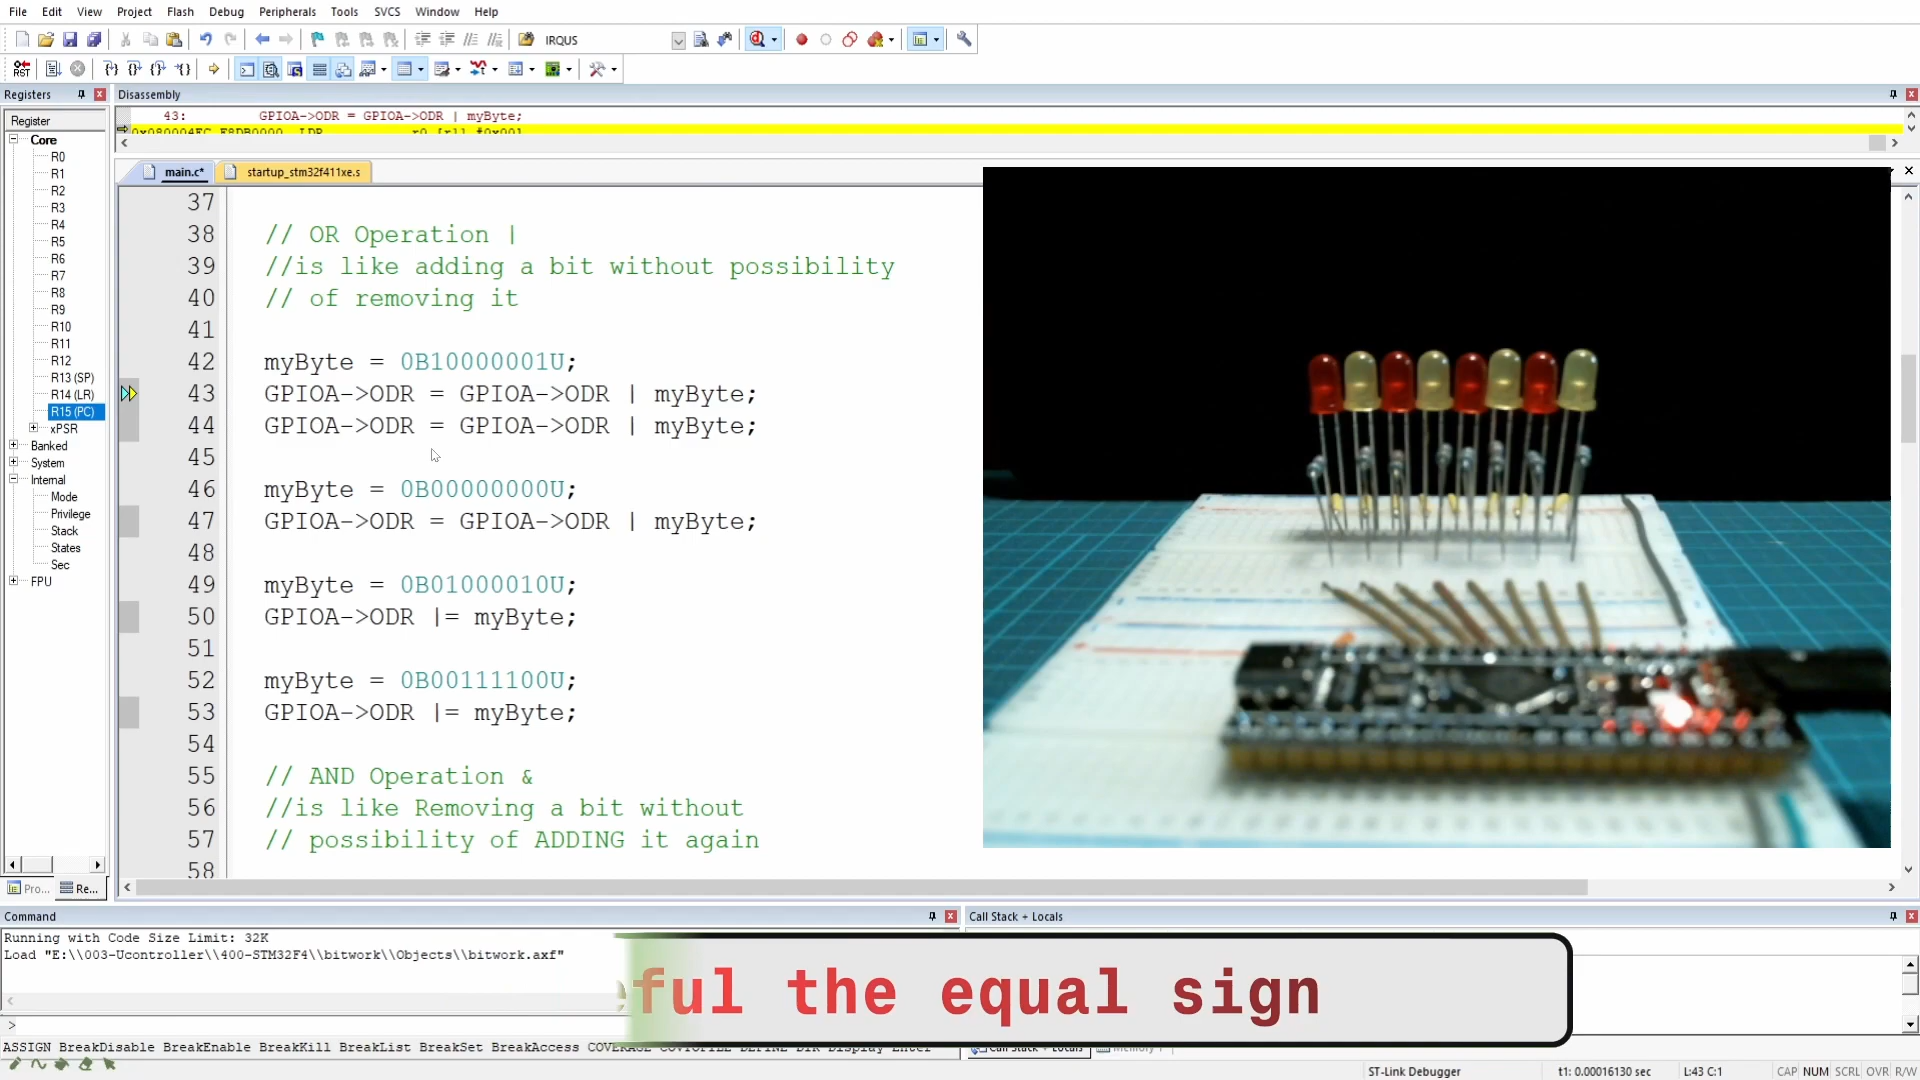 File Edit View Project Flash Debug Peripherals Tools SVCS Window Help
IRQUS
RST
Registers
Disassembly
Register
43: GPIOA->ODR = GPIOA->ODR | myByte;
Core
R0
R1
R2
R3
R4
R5
R6
R7
R8
R9
R10
R11
R12
R13 (SP)
R14 (LR)
R15 (PC)
xPSR
Banked
System
Internal
Mode
Privilege
Stack
States
Sec
FPU
Pro... Re...
main.c* startup_stm32f411xe.s
37
38 // OR Operation |
39 //is like adding a bit without possibility
40 // of removing it
41
42 myByte = 0B10000001U;
43 GPIOA->ODR = GPIOA->ODR | myByte;
44 GPIOA->ODR = GPIOA->ODR | myByte;
45
46 myByte = 0B00000000U;
47 GPIOA->ODR = GPIOA->ODR | myByte;
48
49 myByte = 0B01000010U;
50 GPIOA->ODR |= myByte;
51
52 myByte = 0B00111100U;
53 GPIOA->ODR |= myByte;
54
55 // AND Operation &
56 //is like Removing a bit without
57 // possibility of ADDING it again
58
Command
Running with Code Size Limit: 32K
Load "E:\\003-Ucontroller\\400-STM32F4\\bitwork\\Objects\\bitwork.axf"
>
ASSIGN BreakDisable BreakEnable BreakKill BreakList BreakSet BreakAccess
Call Stack + Locals
eful the equal sign
Call Stack + Locals
ST-Link Debugger t1: 0.00016130 sec L:43 C:1 CAP NUM SCRL OVR R/W